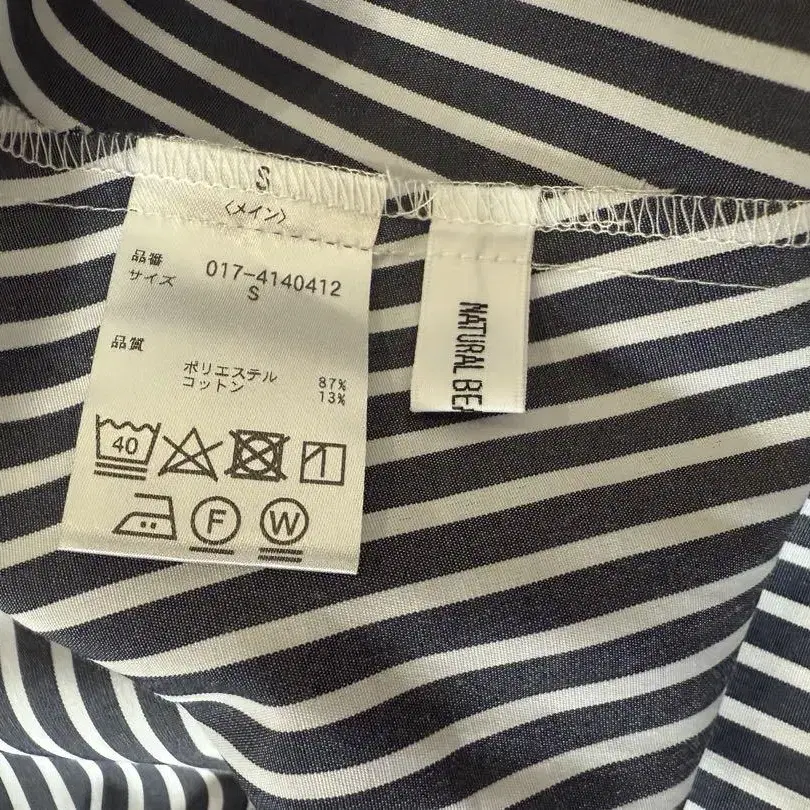 S
〈メイン〉
品番 017-4140412
サイズ S
品質
ポリエステル 87%
コットン 13%
40
F W
NATURAL BE